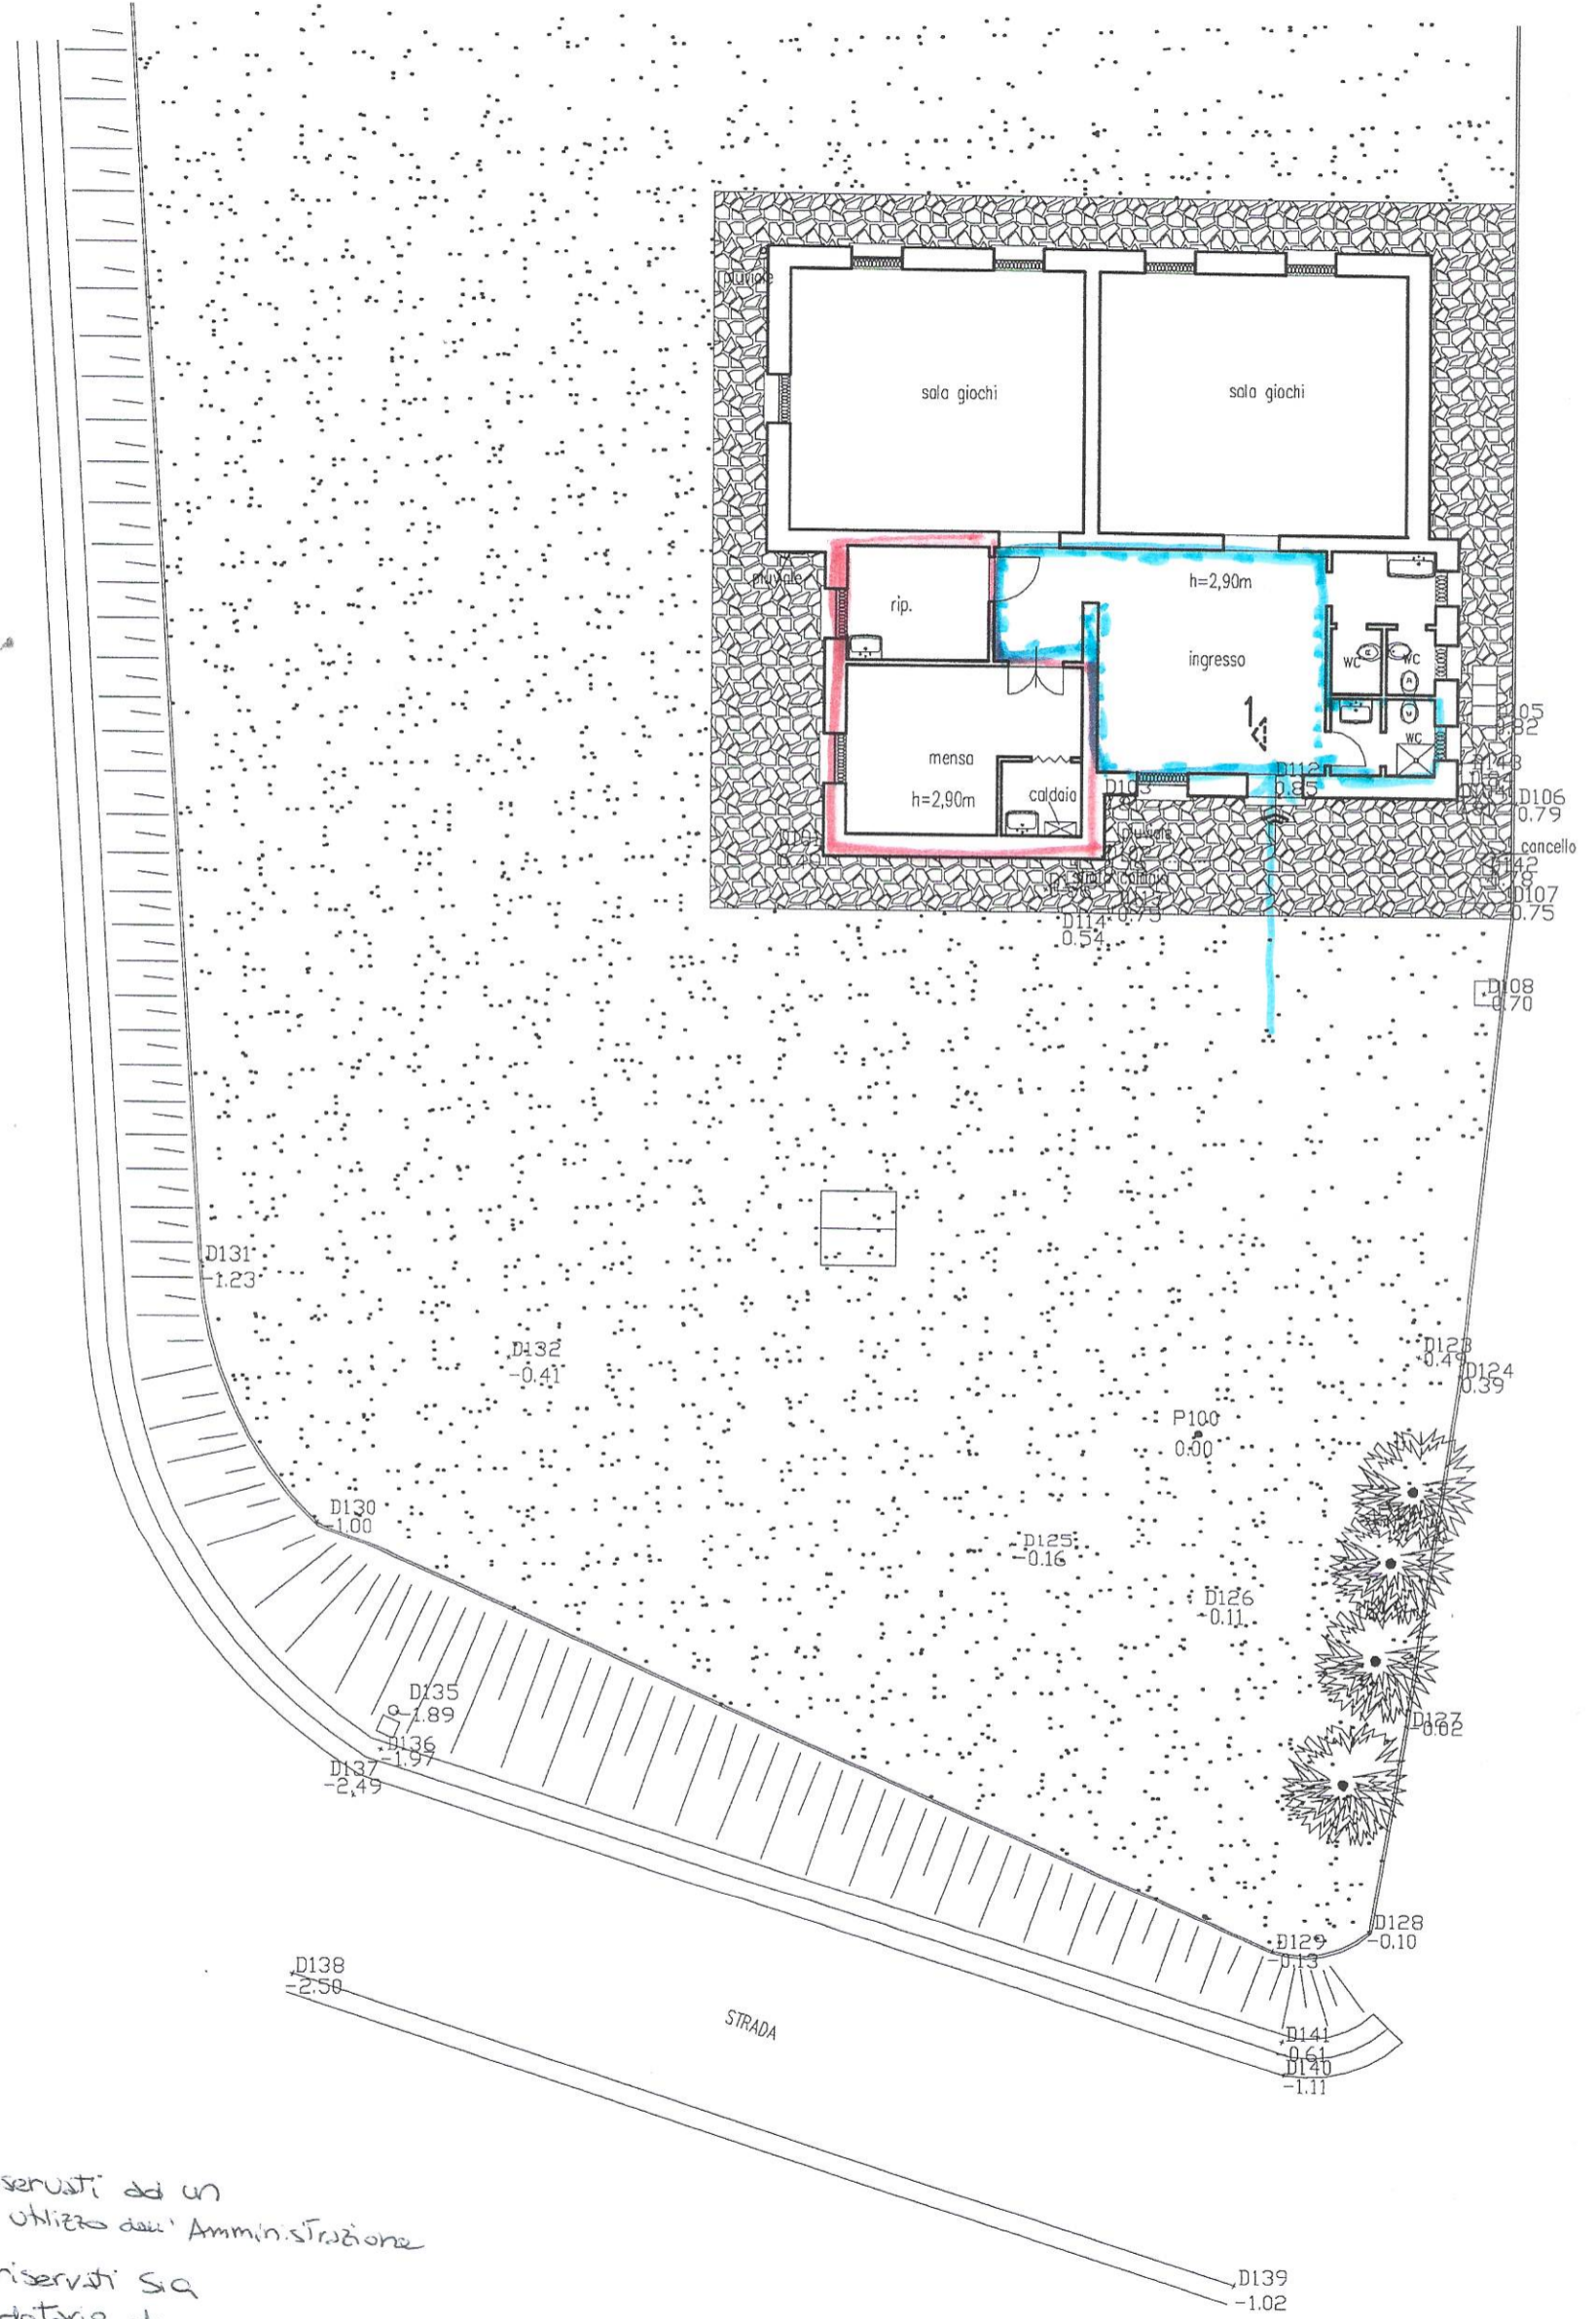 pluviale
sala giochi
sala giochi
pluviale
rip.
h=2,90m
ingresso
WC
WC
WC
1
mensa
h=2,90m
caldaia
D112
0.85
D103
D106
0.79
cancello
D107
0.75
pluviale
D114
0.54
D108
0.70
D131
-1.23
D132
-0.41
D123
0.49
D124
0.39
P100
0.00
D130
-1.00
D125
-0.16
D126
-0.11
D135
-1.89
D136
-1.97
D137
-2.49
D127
-0.02
D128
-0.10
D129
-0.13
D138
-2.50
STRADA
D141
-0.61
D140
-1.11
D139
-1.02
servati ad un
utilizzo dell' Amministrazione
riservati sia